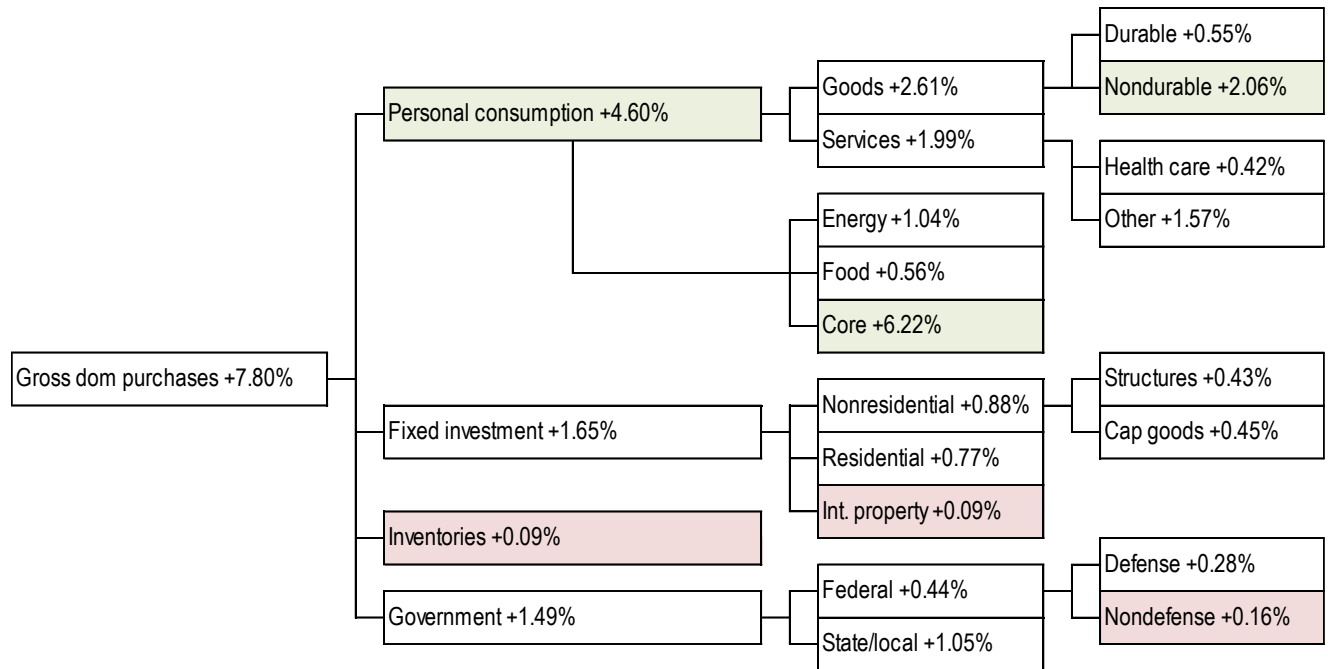 Gross dom purchases +7.80%
Personal consumption +4.60%
Goods +2.61%
Durable +0.55%
Nondurable +2.06%
Services +1.99%
Health care +0.42%
Other +1.57%
Energy +1.04%
Food +0.56%
Core +6.22%
Fixed investment +1.65%
Nonresidential +0.88%
Structures +0.43%
Cap goods +0.45%
Residential +0.77%
Int. property +0.09%
Inventories +0.09%
Government +1.49%
Federal +0.44%
Defense +0.28%
Nondefense +0.16%
State/local +1.05%